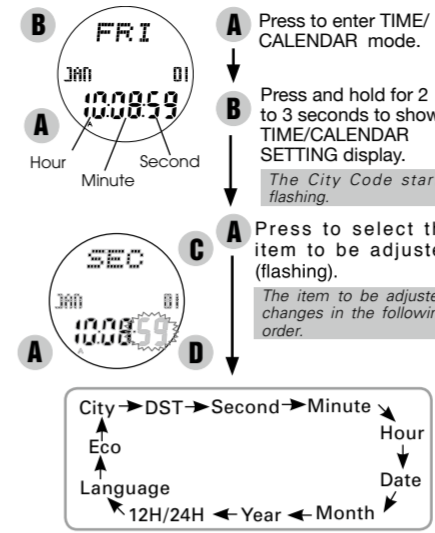 B
FRI
JAN 01
10:08:59
A
A
Hour
Minute
Second
A Press to enter TIME/
CALENDAR mode.
B Press and hold for 2
to 3 seconds to show
TIME/CALENDAR
SETTING display.
The City Code star
flashing.
A Press to select th
item to be adjuste
(flashing).
The item to be adjuste
changes in the followin
order.
C
SEC
JAN 01
10:08 59
A
A
D
City DST Second Minute
Hour
Date
Month
Year
12H/24H
Language
Eco